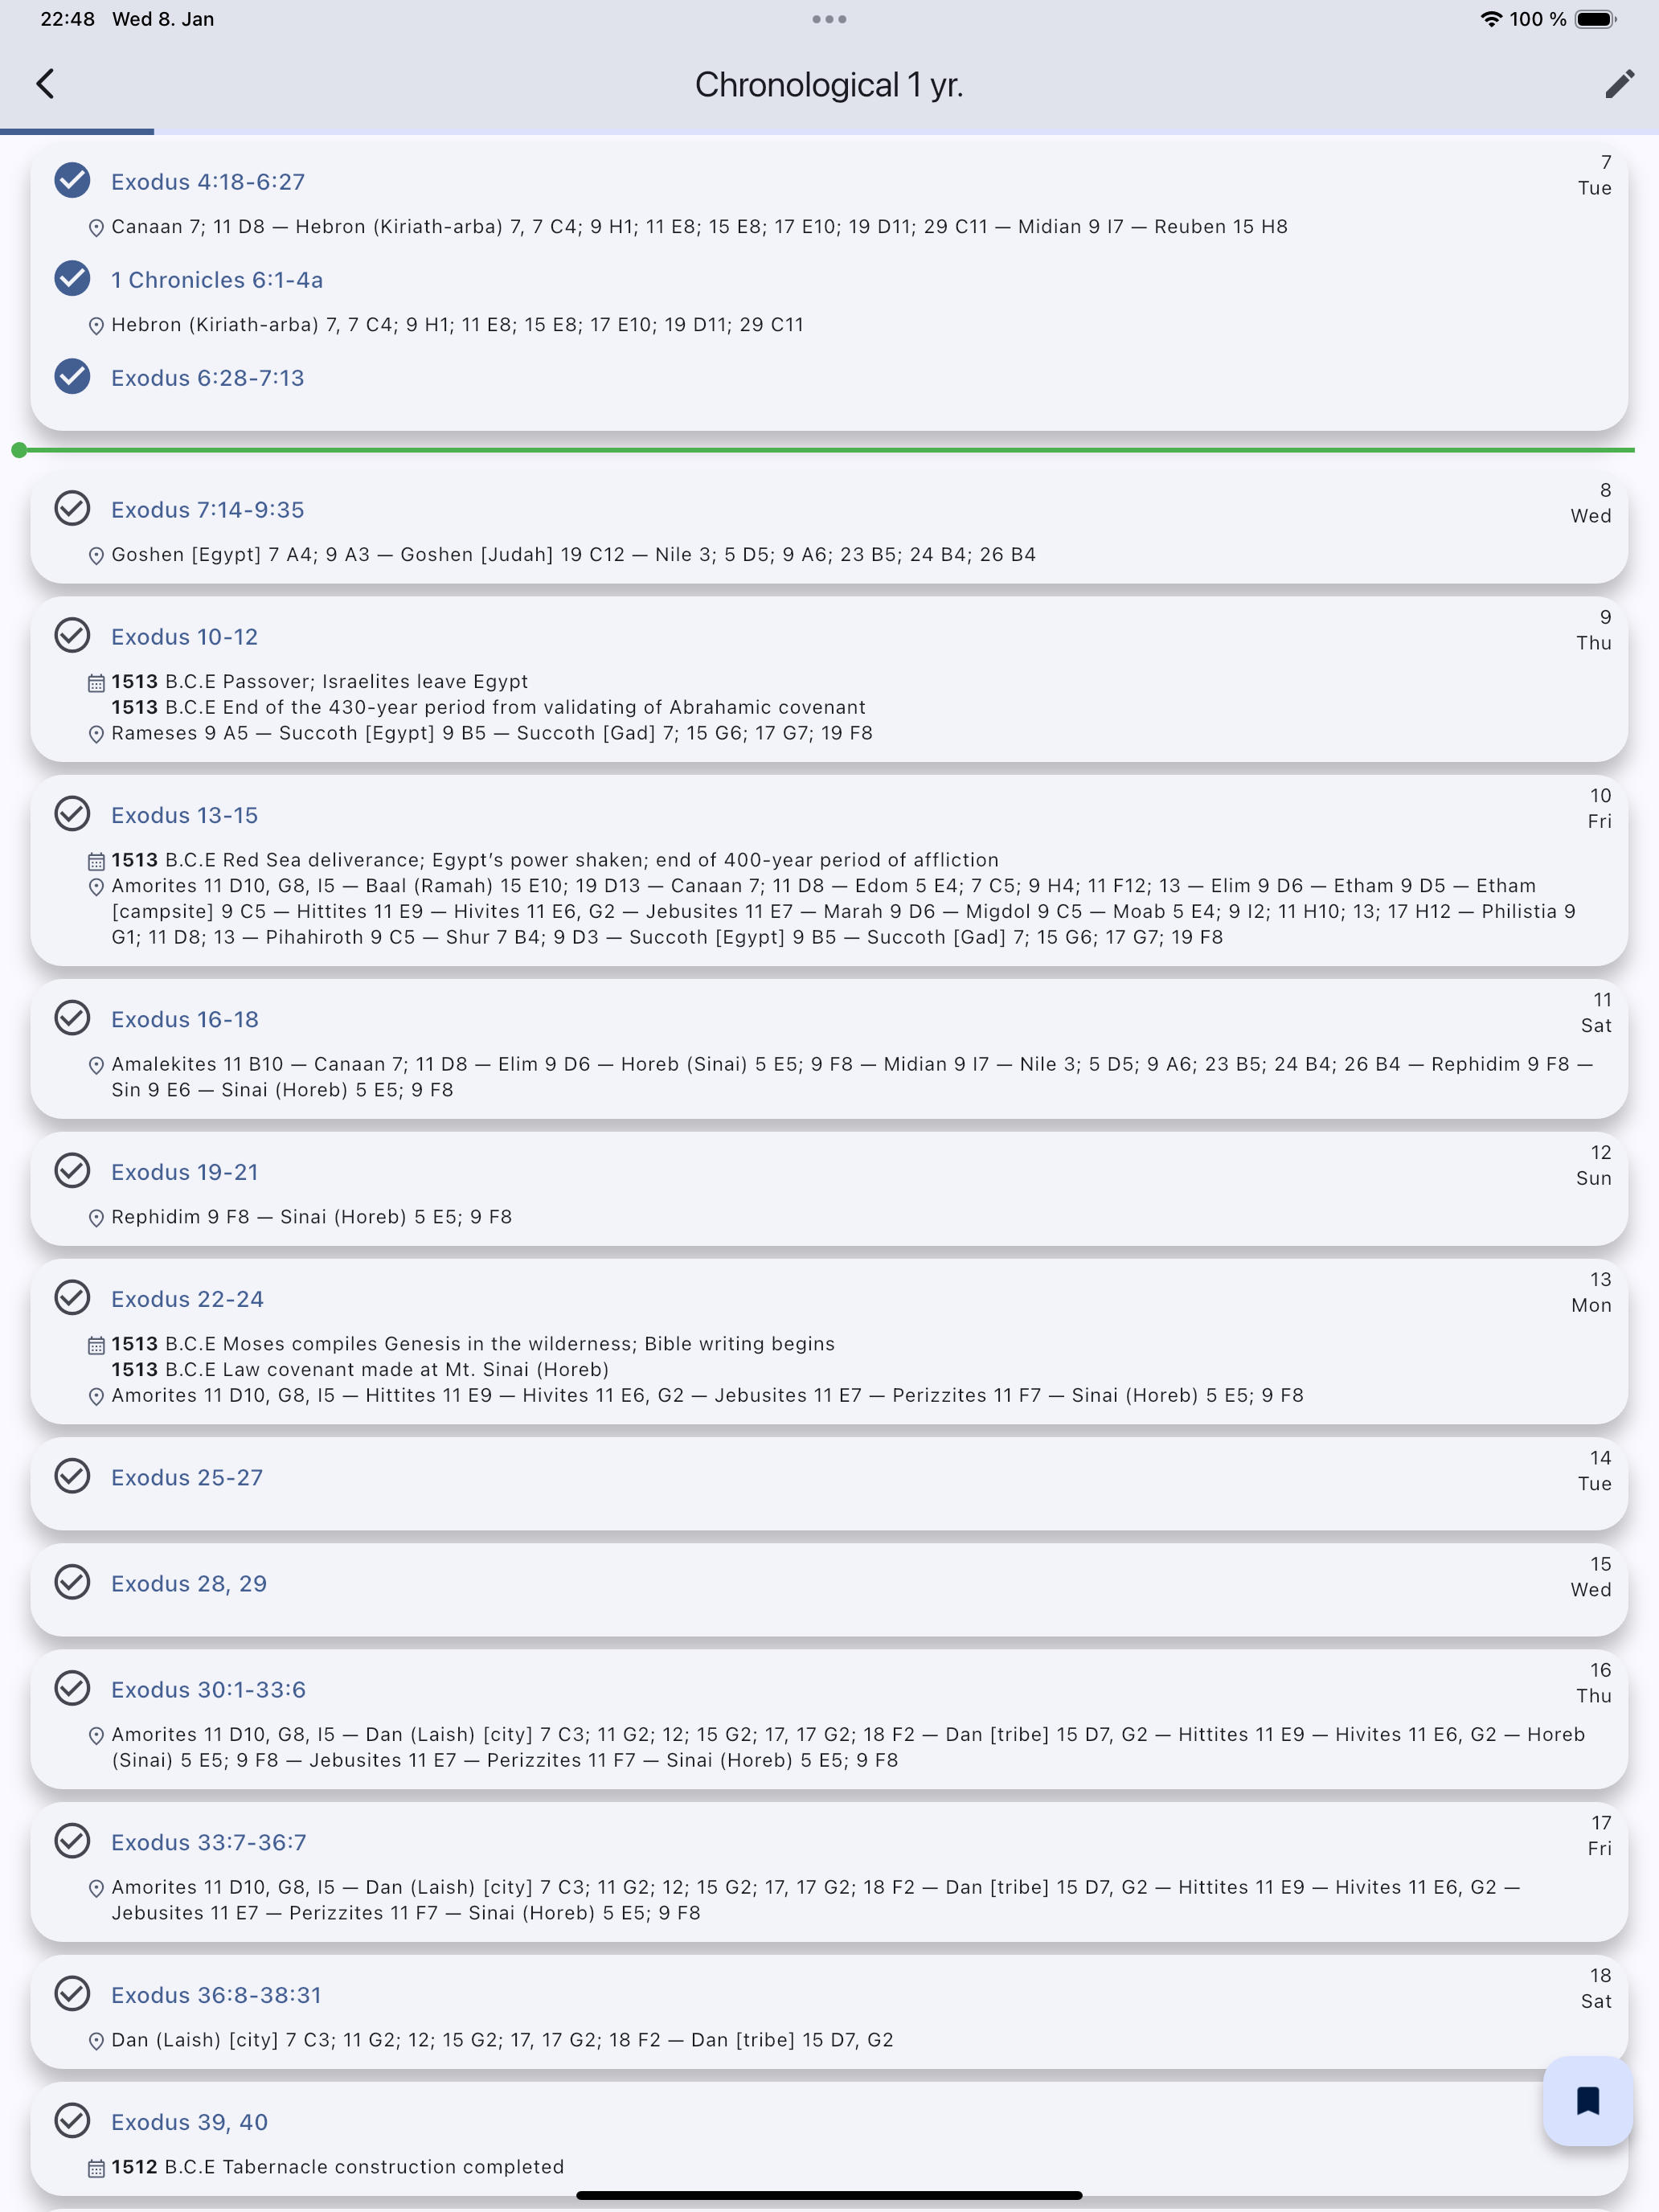 22:48 Wed 8. Jan
100 %
Chronological 1 yr.
7
Tue
Exodus 4:18-6:27
Canaan 7; 11 D8 — Hebron (Kiriath-arba) 7, 7 C4; 9 H1; 11 E8; 15 E8; 17 E10; 19 D11; 29 C11 — Midian 9 I7 — Reuben 15 H8
1 Chronicles 6:1-4a
Hebron (Kiriath-arba) 7, 7 C4; 9 H1; 11 E8; 15 E8; 17 E10; 19 D11; 29 C11
Exodus 6:28-7:13
8
Wed
Exodus 7:14-9:35
Goshen [Egypt] 7 A4; 9 A3 — Goshen [Judah] 19 C12 — Nile 3; 5 D5; 9 A6; 23 B5; 24 B4; 26 B4
9
Thu
Exodus 10-12
1513 B.C.E Passover; Israelites leave Egypt
1513 B.C.E End of the 430-year period from validating of Abrahamic covenant
Rameses 9 A5 — Succoth [Egypt] 9 B5 — Succoth [Gad] 7; 15 G6; 17 G7; 19 F8
10
Fri
Exodus 13-15
1513 B.C.E Red Sea deliverance; Egypt’s power shaken; end of 400-year period of affliction
Amorites 11 D10, G8, I5 — Baal (Ramah) 15 E10; 19 D13 — Canaan 7; 11 D8 — Edom 5 E4; 7 C5; 9 H4; 11 F12; 13 — Elim 9 D6 — Etham 9 D5 — Etham
[campsite] 9 C5 — Hittites 11 E9 — Hivites 11 E6, G2 — Jebusites 11 E7 — Marah 9 D6 — Migdol 9 C5 — Moab 5 E4; 9 I2; 11 H10; 13; 17 H12 — Philistia 9
G1; 11 D8; 13 — Pihahiroth 9 C5 — Shur 7 B4; 9 D3 — Succoth [Egypt] 9 B5 — Succoth [Gad] 7; 15 G6; 17 G7; 19 F8
11
Sat
Exodus 16-18
Amalekites 11 B10 — Canaan 7; 11 D8 — Elim 9 D6 — Horeb (Sinai) 5 E5; 9 F8 — Midian 9 I7 — Nile 3; 5 D5; 9 A6; 23 B5; 24 B4; 26 B4 — Rephidim 9 F8 —
Sin 9 E6 — Sinai (Horeb) 5 E5; 9 F8
12
Sun
Exodus 19-21
Rephidim 9 F8 — Sinai (Horeb) 5 E5; 9 F8
13
Mon
Exodus 22-24
1513 B.C.E Moses compiles Genesis in the wilderness; Bible writing begins
1513 B.C.E Law covenant made at Mt. Sinai (Horeb)
Amorites 11 D10, G8, I5 — Hittites 11 E9 — Hivites 11 E6, G2 — Jebusites 11 E7 — Perizzites 11 F7 — Sinai (Horeb) 5 E5; 9 F8
14
Tue
Exodus 25-27
15
Wed
Exodus 28, 29
16
Thu
Exodus 30:1-33:6
Amorites 11 D10, G8, I5 — Dan (Laish) [city] 7 C3; 11 G2; 12; 15 G2; 17, 17 G2; 18 F2 — Dan [tribe] 15 D7, G2 — Hittites 11 E9 — Hivites 11 E6, G2 — Horeb
(Sinai) 5 E5; 9 F8 — Jebusites 11 E7 — Perizzites 11 F7 — Sinai (Horeb) 5 E5; 9 F8
17
Fri
Exodus 33:7-36:7
Amorites 11 D10, G8, I5 — Dan (Laish) [city] 7 C3; 11 G2; 12; 15 G2; 17, 17 G2; 18 F2 — Dan [tribe] 15 D7, G2 — Hittites 11 E9 — Hivites 11 E6, G2 —
Jebusites 11 E7 — Perizzites 11 F7 — Sinai (Horeb) 5 E5; 9 F8
18
Sat
Exodus 36:8-38:31
Dan (Laish) [city] 7 C3; 11 G2; 12; 15 G2; 17, 17 G2; 18 F2 — Dan [tribe] 15 D7, G2
Exodus 39, 40
1512 B.C.E Tabernacle construction completed